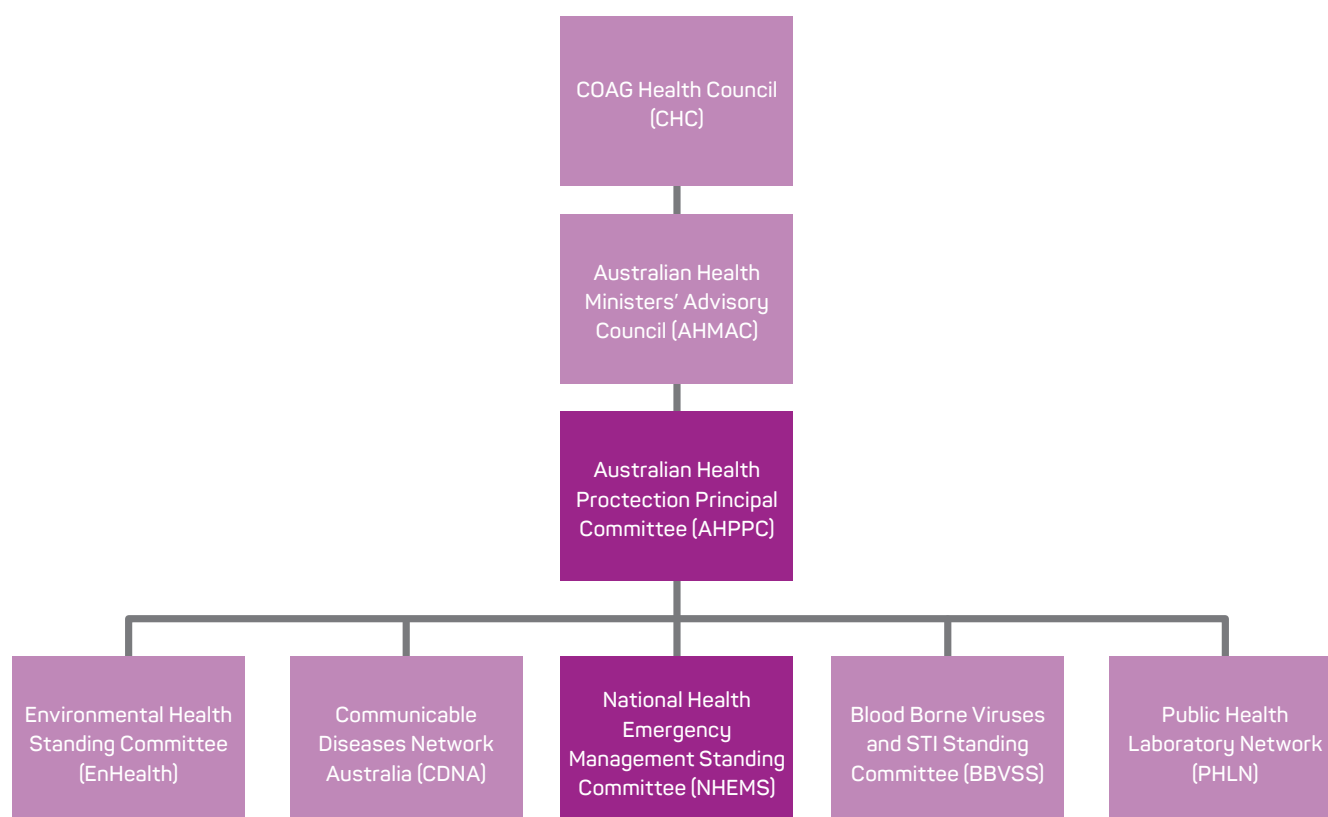 COAG Health Council
(CHC)
Australian Health
Ministers’ Advisory
Council (AHMAC)
Australian Health
Proctection Principal
Committee (AHPPC)
Environmental Health
Standing Committee
(EnHealth)
Communicable
Diseases Network
Australia (CDNA)
National Health
Emergency
Management Standing
Committee (NHEMS)
Blood Borne Viruses
and STI Standing
Committee (BBVSS)
Public Health
Laboratory Network
(PHLN)